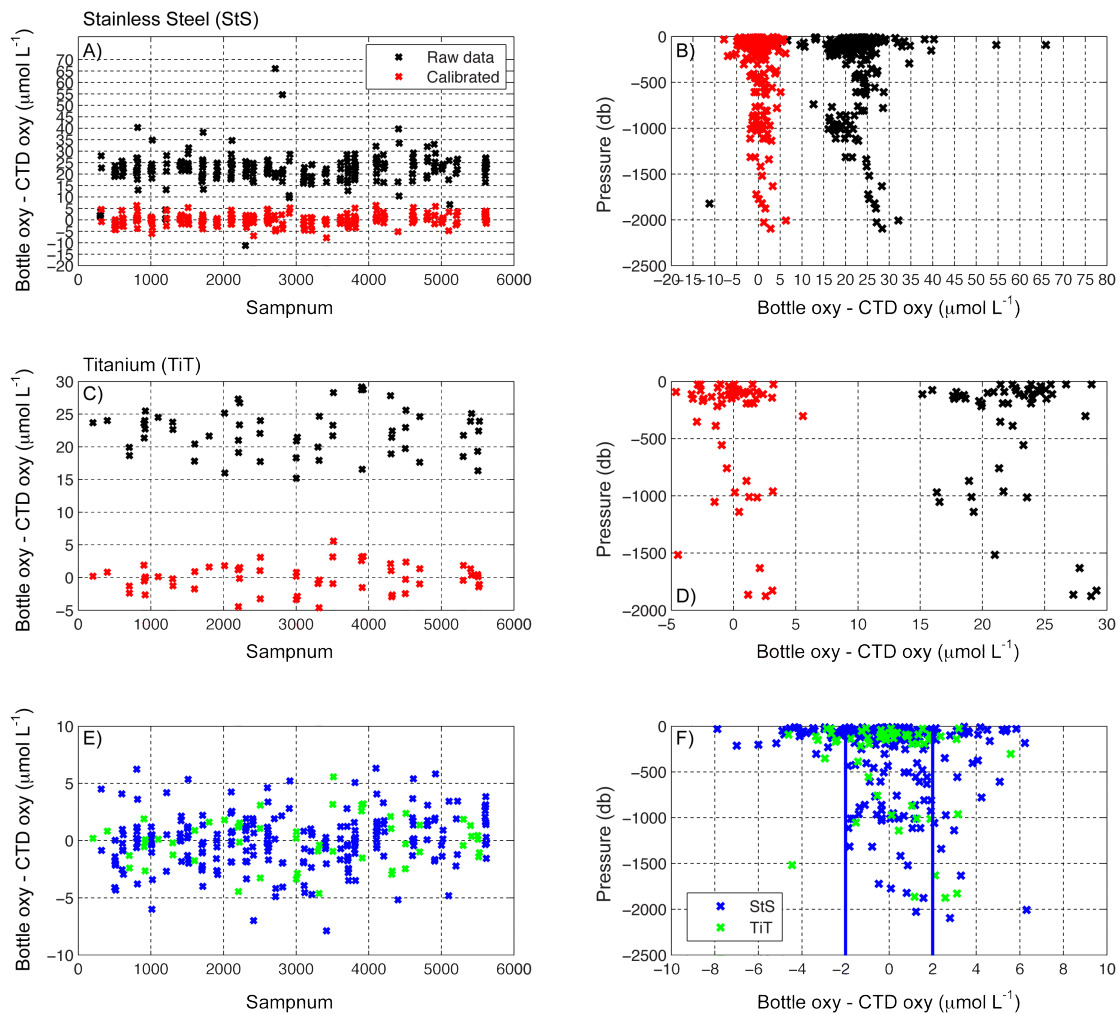 Stainless Steel (StS)
A)
Raw data
Calibrated
Bottle oxy - CTD oxy (μmol L⁻¹)
70
65
60
55
50
45
40
35
30
25
20
15
10
5
0
−5
−10
−15
−20
0 1000 2000 3000 4000 5000 6000
Sampnum
B)
Pressure (db)
0
−500
−1000
−1500
−2000
−2500
−20 −15 −10 −5 0 5 10 15 20 25 30 35 40 45 50 55 60 65 70 75 80
Bottle oxy - CTD oxy (μmol L⁻¹)
Titanium (TiT)
C)
Bottle oxy - CTD oxy (μmol L⁻¹)
30
25
20
15
10
5
0
−5
0 1000 2000 3000 4000 5000 6000
Sampnum
D)
Pressure (db)
0
−500
−1000
−1500
−2000
−5 0 5 10 15 20 25 30
Bottle oxy - CTD oxy (μmol L⁻¹)
E)
Bottle oxy - CTD oxy (μmol L⁻¹)
10
5
0
−5
−10
0 1000 2000 3000 4000 5000 6000
Sampnum
F)
Pressure (db)
0
−500
−1000
−1500
−2000
−2500
StS
TiT
−10 −8 −6 −4 −2 0 2 4 6 8 10
Bottle oxy - CTD oxy (μmol L⁻¹)